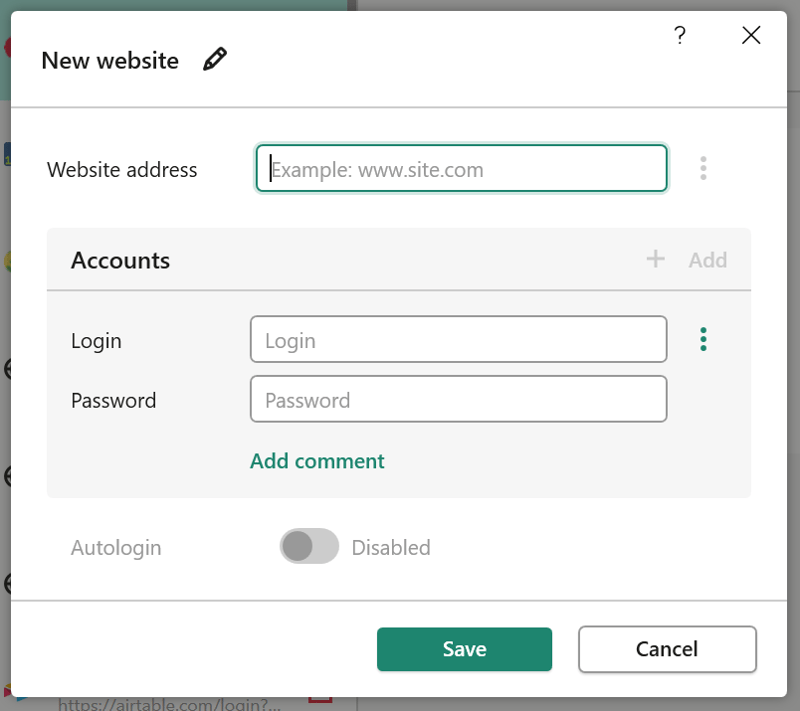 ?
New website
Website address
Example: www.site.com
Accounts
+ Add
Login
Login
Password
Password
Add comment
Autologin
Disabled
Save
Cancel
https://airtable.com/login?...